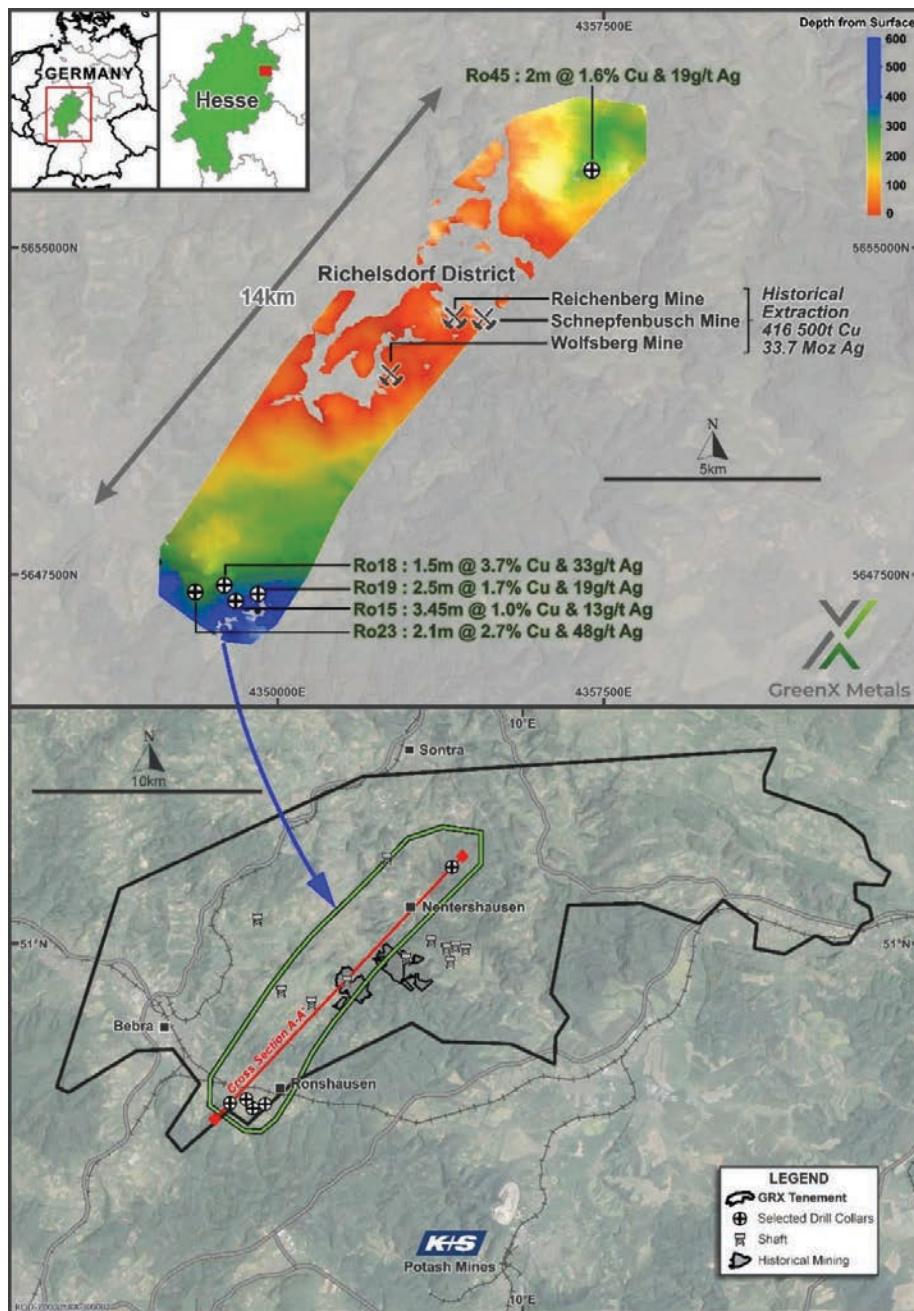 GERMANY
Hesse
4357500E
Depth from Surface
600
500
400
300
200
100
0
Ro45 : 2m @ 1.6% Cu & 19g/t Ag
5655000N
5655000N
14km
Richelsdorf District
Reichenberg Mine
Schnepfenbusch Mine
Wolfsberg Mine
Historical
Extraction
416 500t Cu
33.7 Moz Ag
N
5km
5647500N
5647500N
Ro18 : 1.5m @ 3.7% Cu & 33g/t Ag
Ro19 : 2.5m @ 1.7% Cu & 19g/t Ag
Ro15 : 3.45m @ 1.0% Cu & 13g/t Ag
Ro23 : 2.1m @ 2.7% Cu & 48g/t Ag
4350000E
4357500E
GreenX Metals
N
10km
10°E
Sontra
Nentershausen
51°N
51°N
Bebra
Cross Section A-A'
Ronshausen
K+S
Potash Mines
10°E
LEGEND
GRX Tenement
Selected Drill Collars
Shaft
Historical Mining